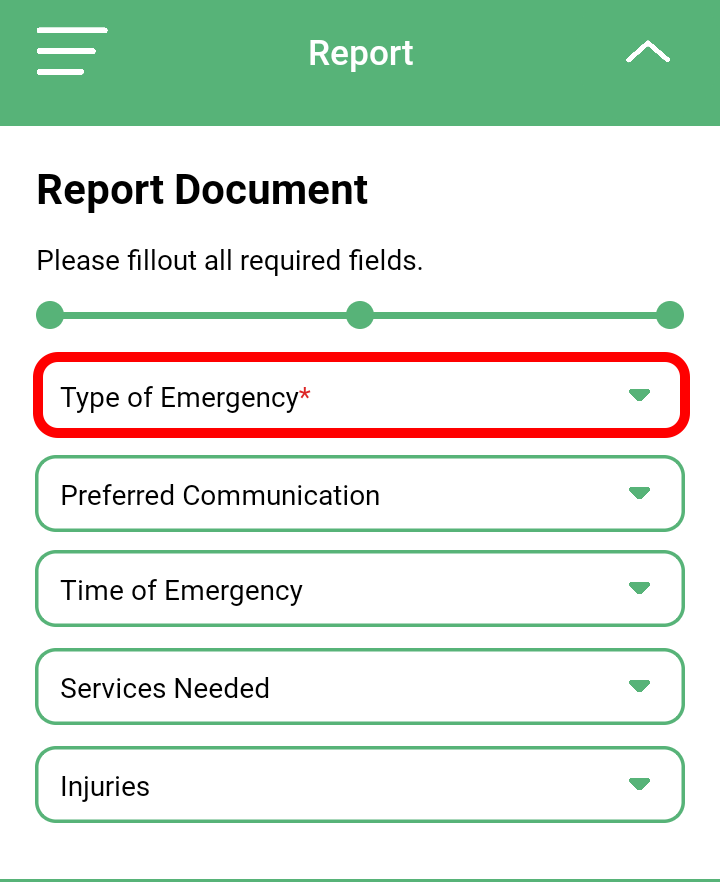 Report
Report Document
Please fillout all required fields.
Type of Emergency*
Preferred Communication
Time of Emergency
Services Needed
Injuries